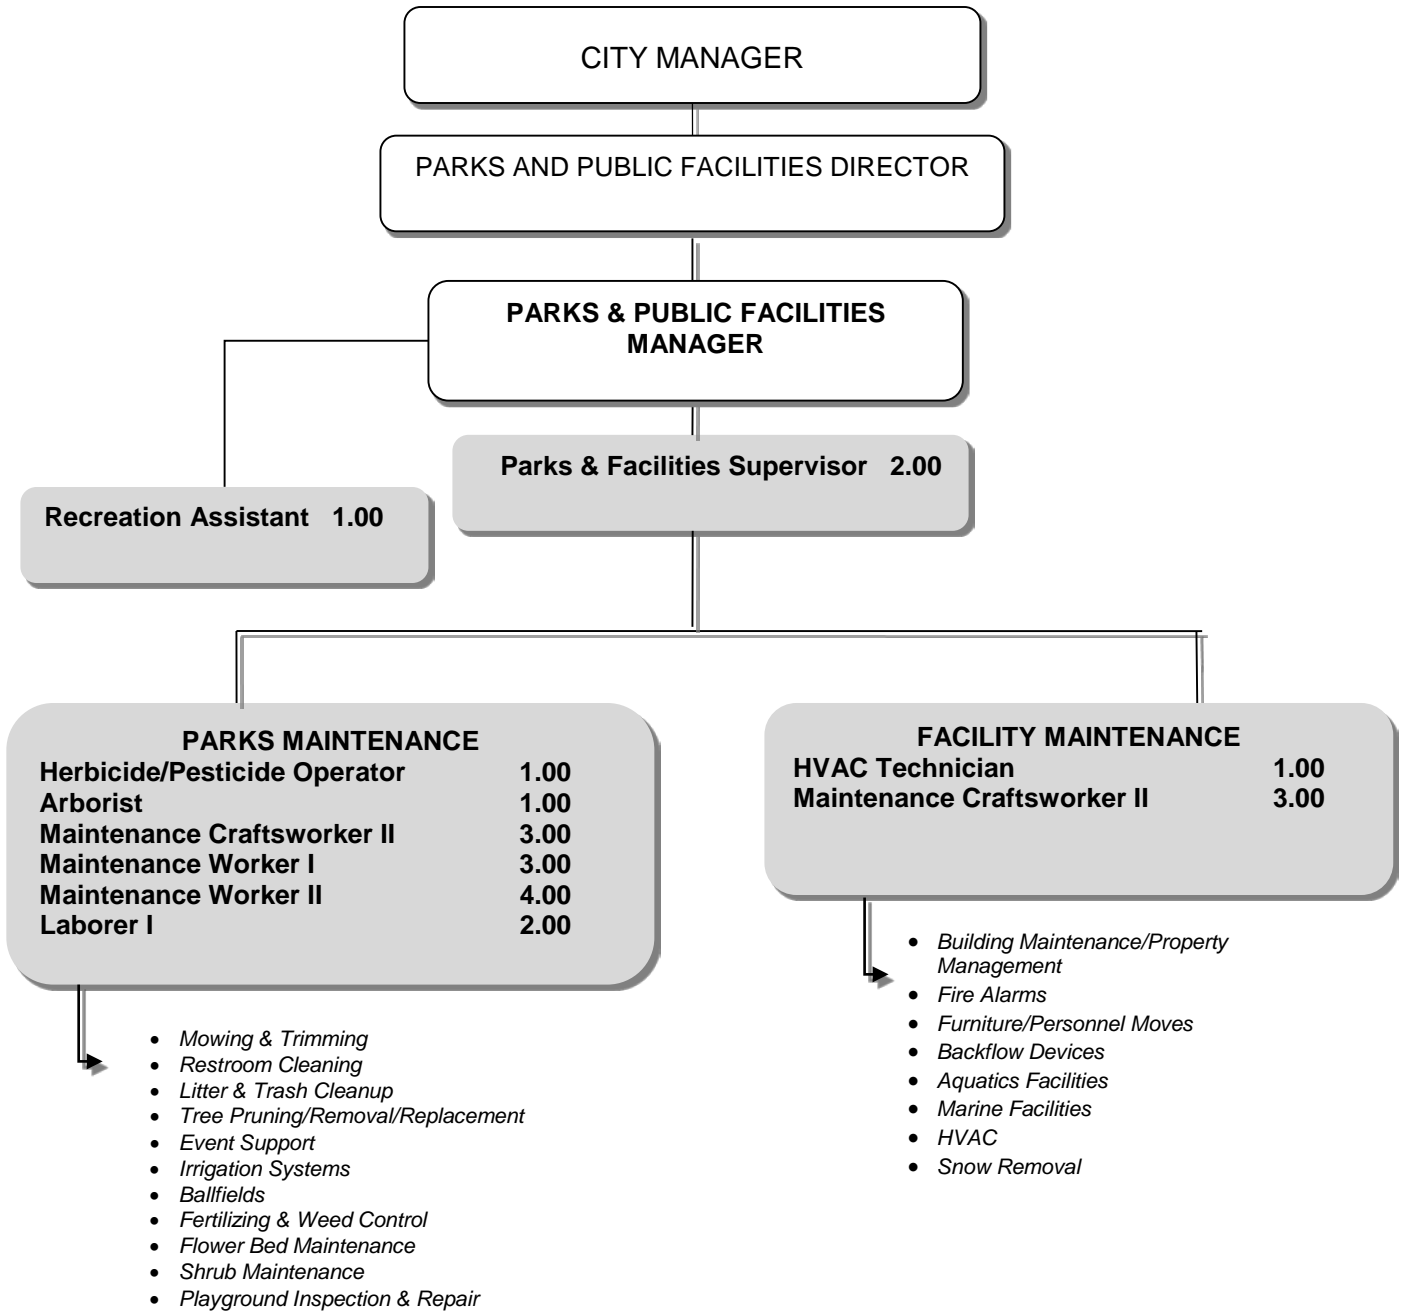 CITY MANAGER
PARKS AND PUBLIC FACILITIES DIRECTOR
PARKS & PUBLIC FACILITIES
MANAGER
Parks & Facilities Supervisor 2.00
Recreation Assistant 1.00
PARKS MAINTENANCE
Herbicide/Pesticide Operator 1.00
Arborist 1.00
Maintenance Craftsworker II 3.00
Maintenance Worker I 3.00
Maintenance Worker II 4.00
Laborer I 2.00
• Mowing & Trimming
• Restroom Cleaning
• Litter & Trash Cleanup
• Tree Pruning/Removal/Replacement
• Event Support
• Irrigation Systems
• Ballfields
• Fertilizing & Weed Control
• Flower Bed Maintenance
• Shrub Maintenance
• Playground Inspection & Repair
FACILITY MAINTENANCE
HVAC Technician 1.00
Maintenance Craftsworker II 3.00
• Building Maintenance/Property
Management
• Fire Alarms
• Furniture/Personnel Moves
• Backflow Devices
• Aquatics Facilities
• Marine Facilities
• HVAC
• Snow Removal